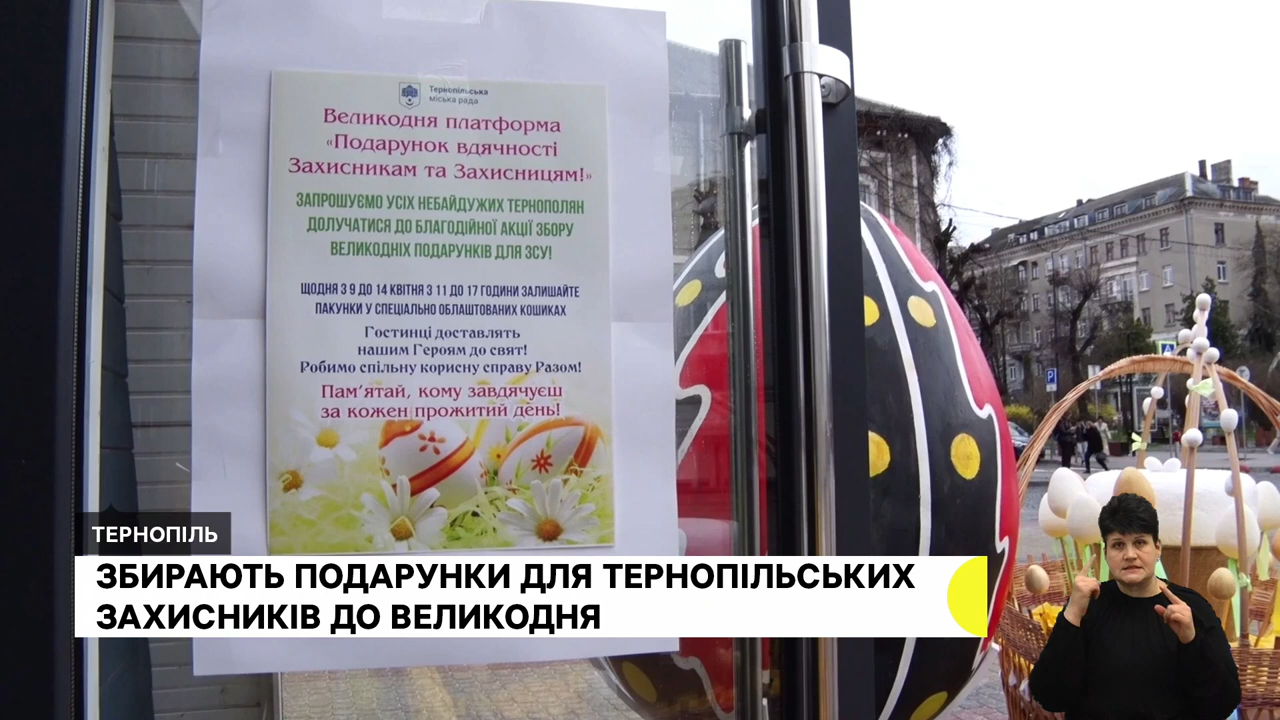 Тернопільська
міська рада
Великодня платформа
«Подарунок вдячності
Захисникам та Захисницям!»
ЗАПРОШУЄМО УСІХ НЕБАЙДУЖИХ ТЕРНОПОЛЯН
ДОЛУЧАТИСЯ ДО БЛАГОДІЙНОЇ АКЦІЇ ЗБОРУ
ВЕЛИКОДНІХ ПОДАРУНКІВ ДЛЯ ЗСУ!
ЩОДНЯ З 9 ДО 14 КВІТНЯ З 11 ДО 17 ГОДИНИ ЗАЛИШАЙТЕ
ПАКУНКИ У СПЕЦІАЛЬНО ОБЛАШТОВАНИХ КОШИКАХ
Гостинці доставлять
нашим Героям до свят!
Робимо спільну корисну справу Разом!
Пам'ятай, кому завдячуєш
за кожен прожитий день!
ТЕРНОПІЛЬ
ЗБИРАЮТЬ ПОДАРУНКИ ДЛЯ ТЕРНОПІЛЬСЬКИХ
ЗАХИСНИКІВ ДО ВЕЛИКОДНЯ